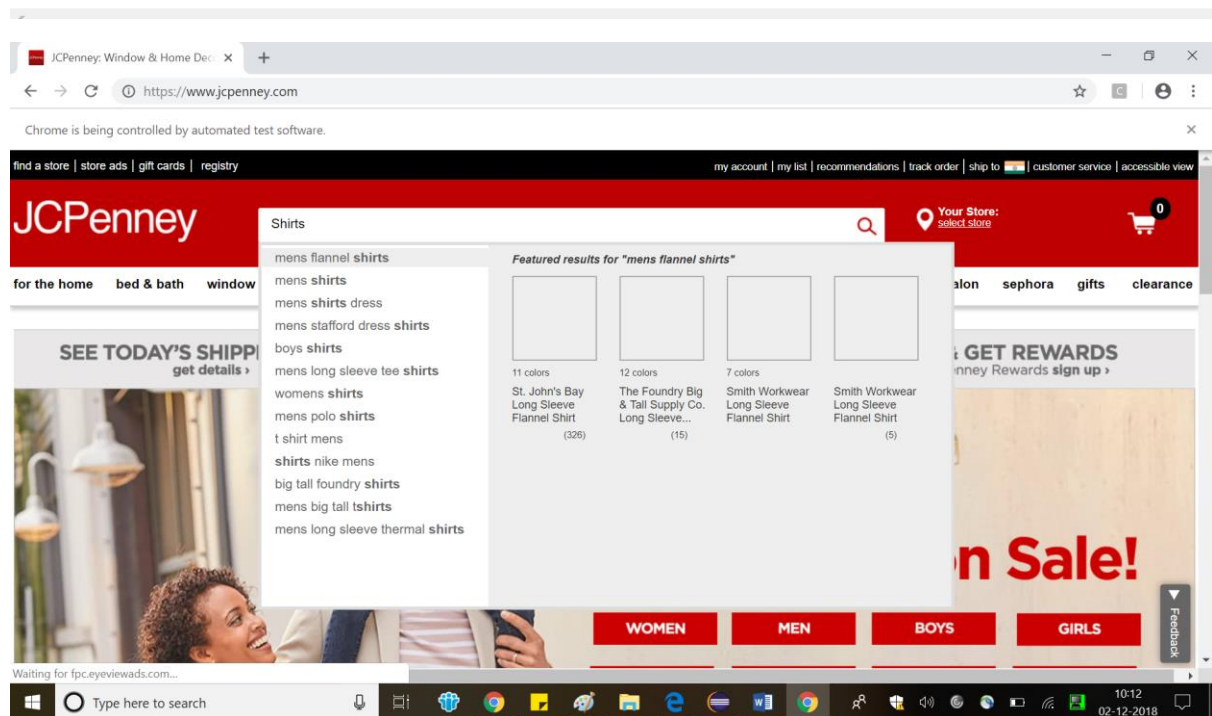 JCPenney: Window & Home Dec
https://www.jcpenney.com
C
Chrome is being controlled by automated test software.
find a store | store ads | gift cards | registry
my account | my list | recommendations | track order | ship to | customer service | accessible view
JCPenney
Shirts
Your Store:
select store
0
for the home bed & bath window
alon sephora gifts clearance
mens flannel shirts
mens shirts
mens shirts dress
mens stafford dress shirts
boys shirts
mens long sleeve tee shirts
womens shirts
mens polo shirts
t shirt mens
shirts nike mens
big tall foundry shirts
mens big tall tshirts
mens long sleeve thermal shirts
Featured results for "mens flannel shirts"
11 colors
St. John's Bay
Long Sleeve
Flannel Shirt
(326)
12 colors
The Foundry Big
& Tall Supply Co.
Long Sleeve...
(15)
7 colors
Smith Workwear
Long Sleeve
Flannel Shirt
Smith Workwear
Long Sleeve
Flannel Shirt
(5)
SEE TODAY'S SHIPPI
get details ›
& GET REWARDS
nney Rewards sign up ›
n Sale!
WOMEN
MEN
BOYS
GIRLS
Feedback
Waiting for fpc.eyeviewads.com...
Type here to search
10:12
02-12-2018